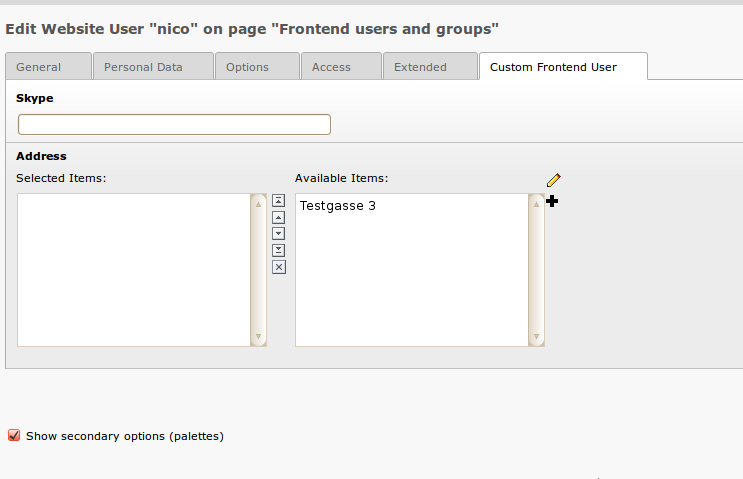 Edit Website User "nico" on page "Frontend users and groups"
General Personal Data Options Access Extended Custom Frontend User
Skype
Address
Selected Items: Available Items:
Testgasse 3
Show secondary options (palettes)